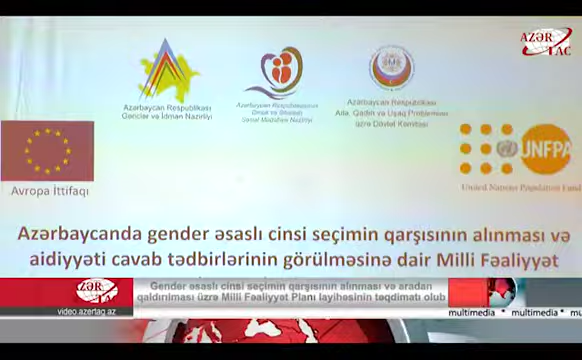 AZƏR
TAC
Azərbaycan Respublikası
Gənclər və İdman Nazirliyi
Azərbaycan Respublikasının
Əmək və Əhalinin
Sosial Müdafiəsi Nazirliyi
Azərbaycan Respublikası
Ailə, Qadın və Uşaq Problemləri
üzrə Dövlət Komitəsi
Avropa İttifaqı
UNFPA
United Nations Population Fund
Azərbaycanda gender əsaslı cinsi seçimin qarşısının alınması və
aidiyyəti cavab tədbirlərinin görülməsinə dair Milli Fəaliyyət
AZƏR
TAC
Gender əsaslı cinsi seçimin qarşısının alınması və aradan
qaldırılması üzrə Milli Fəaliyyət Planı layihəsinin təqdimatı olub
video.azertag.az
multimedia * multimedia * mu